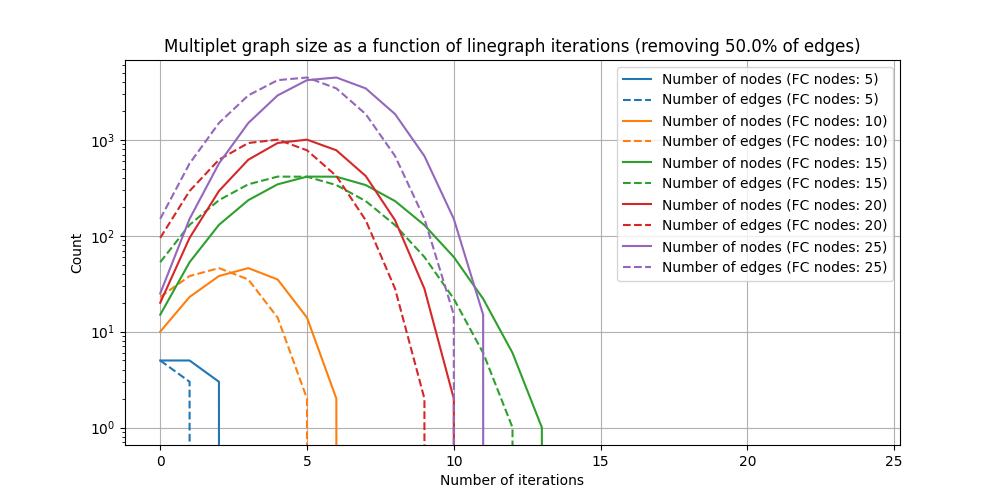 Multiplet graph size as a function of linegraph iterations (removing 50.0% of edges)
Number of nodes (FC nodes: 5)
Number of edges (FC nodes: 5)
Number of nodes (FC nodes: 10)
Number of edges (FC nodes: 10)
Number of nodes (FC nodes: 15)
Number of edges (FC nodes: 15)
Number of nodes (FC nodes: 20)
Number of edges (FC nodes: 20)
Number of nodes (FC nodes: 25)
Number of edges (FC nodes: 25)
Count
10³
10²
10¹
10⁰
0 5 10 15 20 25
Number of iterations